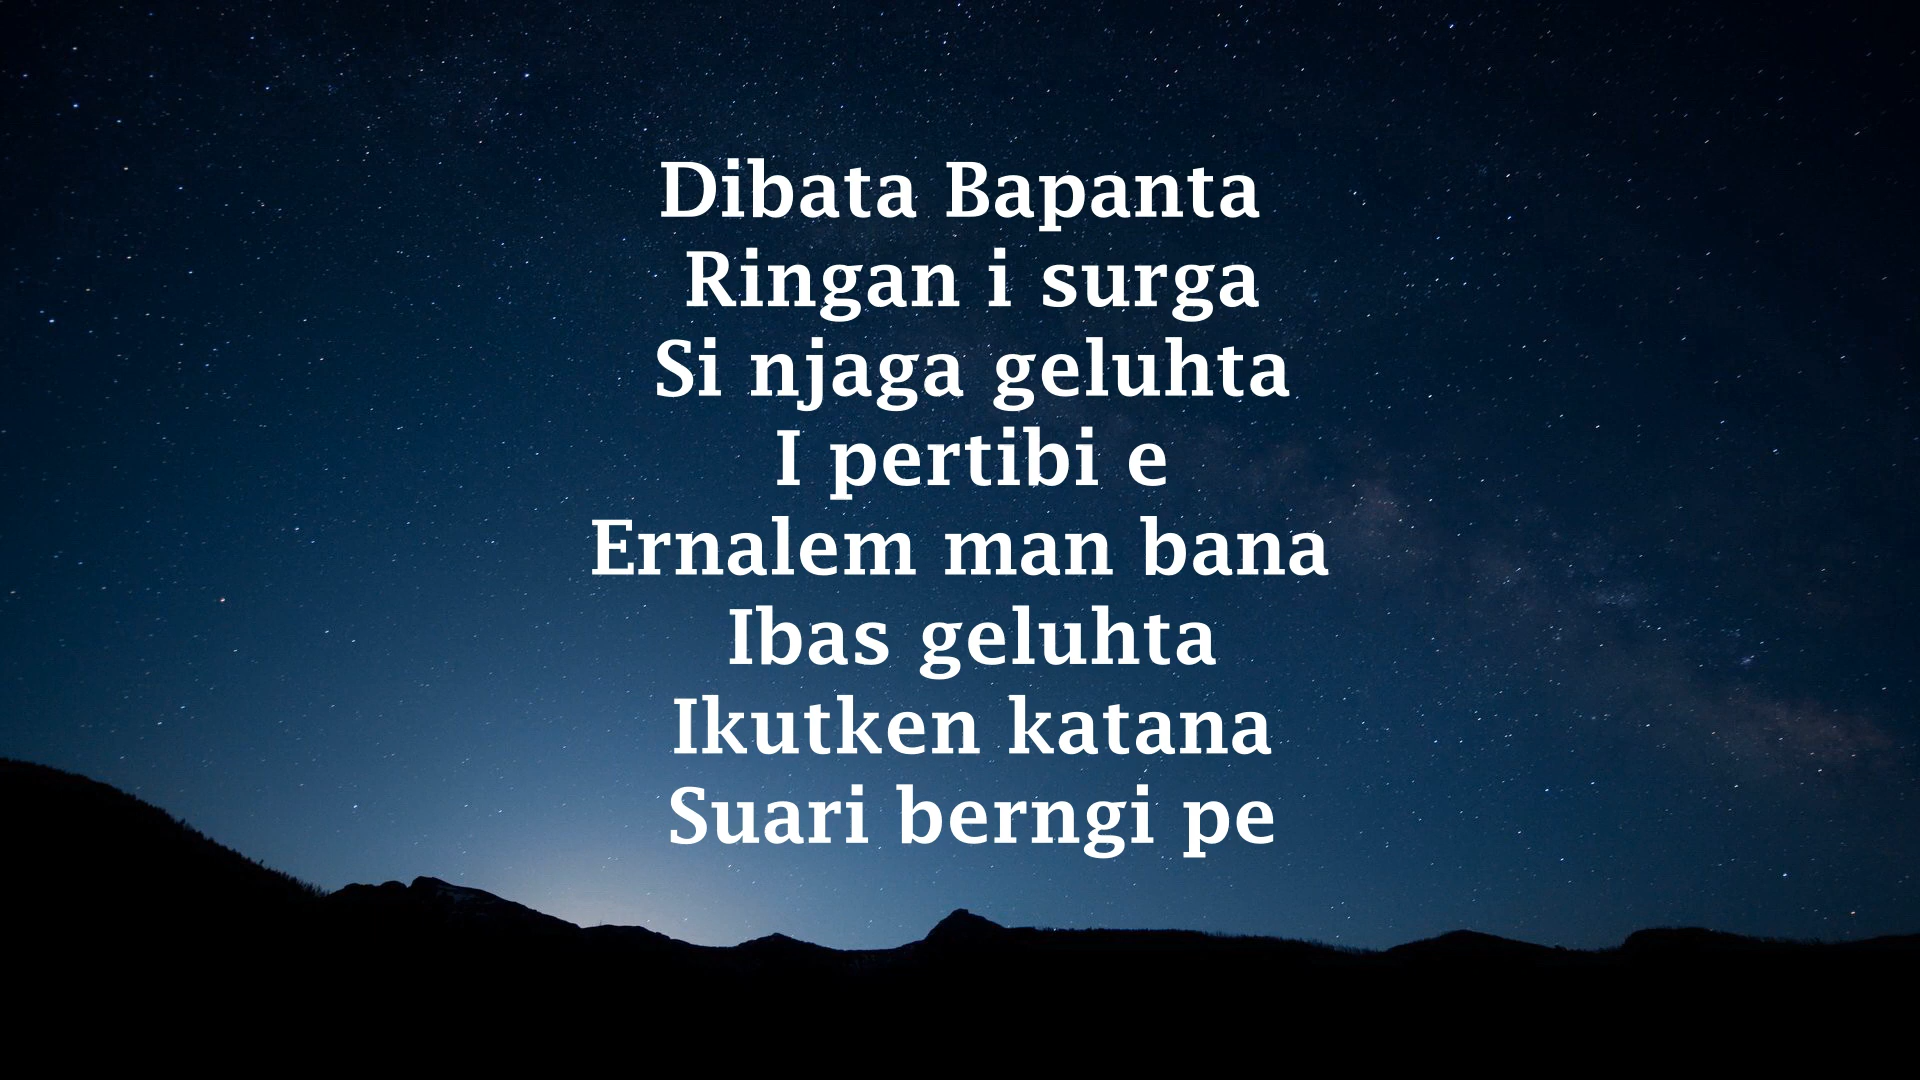 Dibata Bapanta
Ringan i surga
Si njaga geluhta
I pertibi e
Ernalem man bana
Ibas geluhta
Ikutken katana
Suari berngi pe